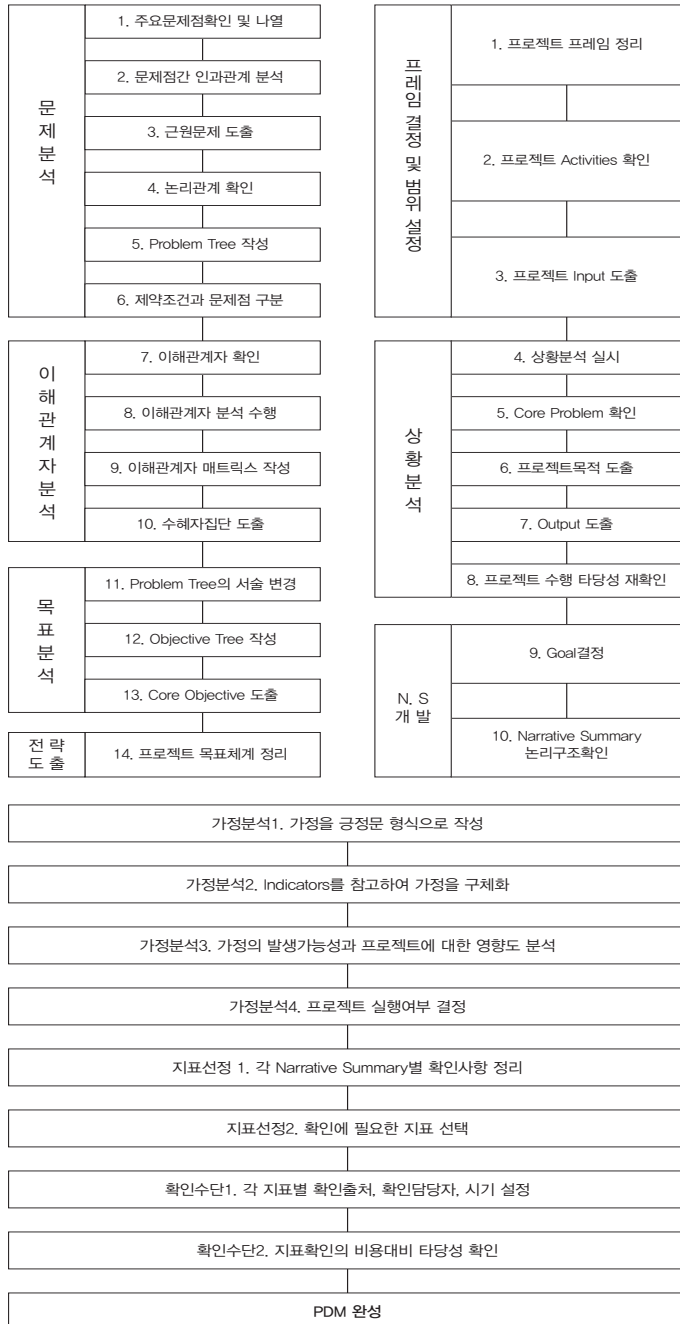 문제분석
1. 주요문제점확인 및 나열
2. 문제점간 인과관계 분석
3. 근원문제 도출
4. 논리관계 확인
5. Problem Tree 작성
6. 제약조건과 문제점 구분
이해관계자분석
7. 이해관계자 확인
8. 이해관계자 분석 수행
9. 이해관계자 매트릭스 작성
10. 수혜자집단 도출
목표분석
11. Problem Tree의 서술 변경
12. Objective Tree 작성
13. Core Objective 도출
전 략
도 출
14. 프로젝트 목표체계 정리
프레임 결정 및 범위 설정
1. 프로젝트 프레임 정리
2. 프로젝트 Activities 확인
3. 프로젝트 Input 도출
상황분석
4. 상황분석 실시
5. Core Problem 확인
6. 프로젝트목적 도출
7. Output 도출
8. 프로젝트 수행 타당성 재확인
N. S
개 발
9. Goal결정
10. Narrative Summary
논리구조확인
가정분석1. 가정을 긍정문 형식으로 작성
가정분석2. Indicators를 참고하여 가정을 구체화
가정분석3. 가정의 발생가능성과 프로젝트에 대한 영향도 분석
가정분석4. 프로젝트 실행여부 결정
지표선정 1. 각 Narrative Summary별 확인사항 정리
지표선정2. 확인에 필요한 지표 선택
확인수단1. 각 지표별 확인출처, 확인담당자, 시기 설정
확인수단2. 지표확인의 비용대비 타당성 확인
PDM 완성